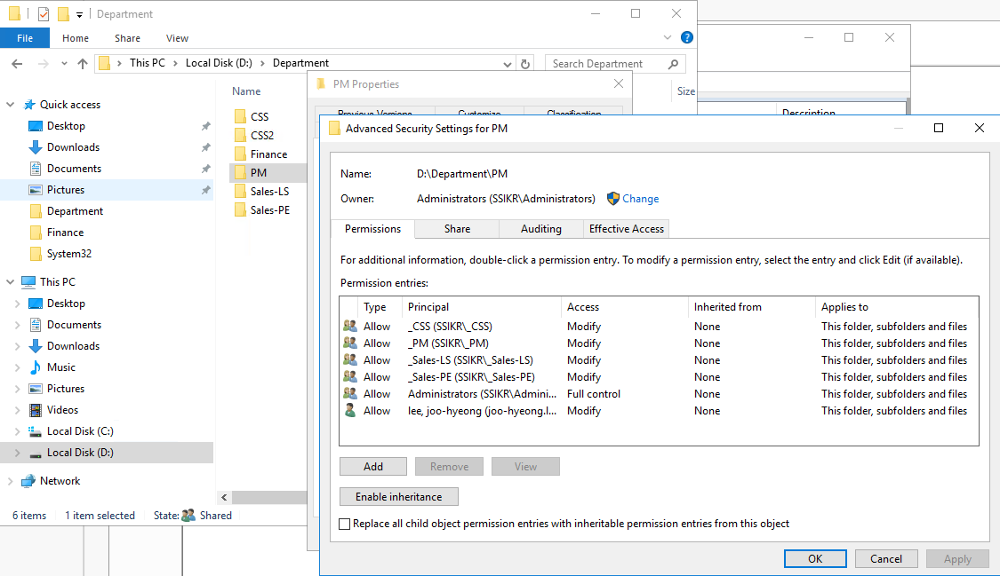 Department
File Home Share View
This PC Local Disk (D:) Department
Search Department
Quick access
Desktop
Downloads
Documents
Pictures
Department
Finance
System32
This PC
Desktop
Documents
Downloads
Music
Pictures
Videos
Local Disk (C:)
Local Disk (D:)
Network
Name
Size
CSS
CSS2
Finance
PM
Sales-LS
Sales-PE
6 items 1 item selected State: Shared
PM Properties
Previous Versions Customize Classification
Description
Advanced Security Settings for PM
Name: D:\Department\PM
Owner: Administrators (SSIKR\Administrators) Change
Permissions Share Auditing Effective Access
For additional information, double-click a permission entry. To modify a permission entry, select the entry and click Edit (if available).
Permission entries:
Type Principal Access Inherited from Applies to
Allow _CSS (SSIKR\_CSS) Modify None This folder, subfolders and files
Allow _PM (SSIKR\_PM) Modify None This folder, subfolders and files
Allow _Sales-LS (SSIKR\_Sales-LS) Modify None This folder, subfolders and files
Allow _Sales-PE (SSIKR\_Sales-PE) Modify None This folder, subfolders and files
Allow Administrators (SSIKR\Admini... Full control None This folder, subfolders and files
Allow lee, joo-hyeong (joo-hyeong.l... Modify None This folder, subfolders and files
Add Remove View
Enable inheritance
Replace all child object permission entries with inheritable permission entries from this object
OK Cancel Apply